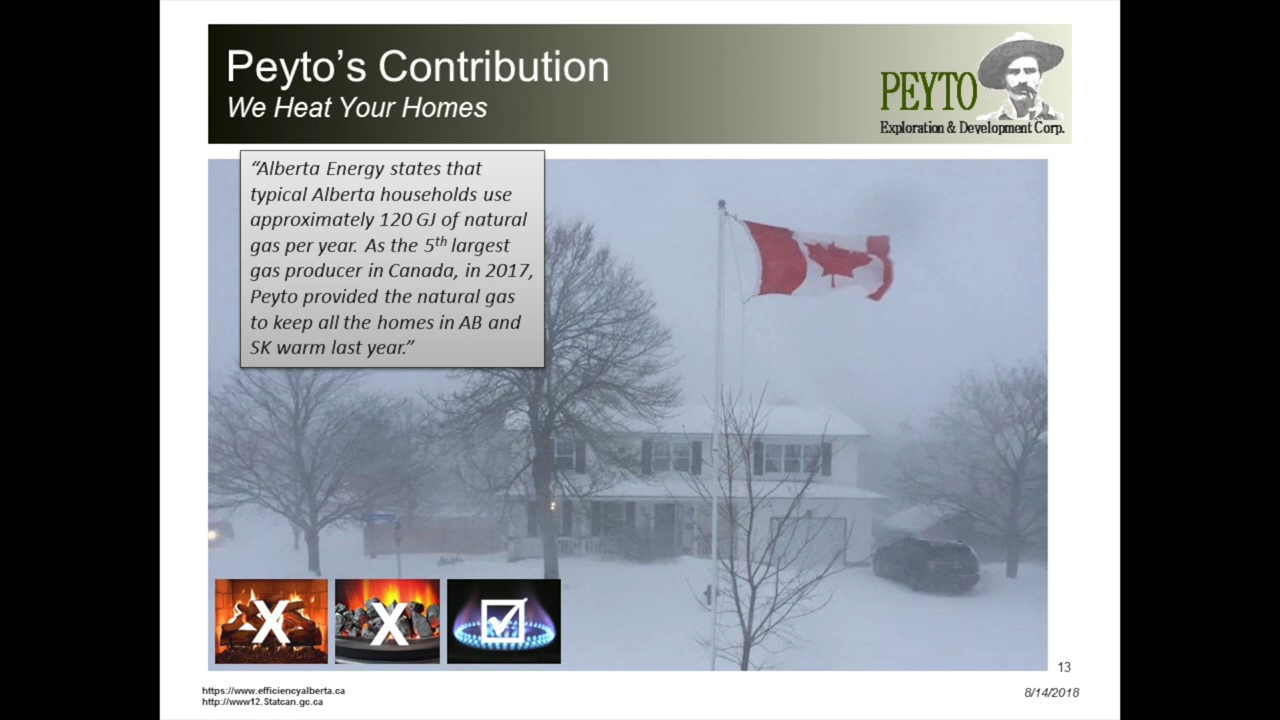 Peyto's Contribution
We Heat Your Homes
PEYTO
Exploration & Development Corp.
“Alberta Energy states that
typical Alberta households use
approximately 120 GJ of natural
gas per year. As the 5th largest
gas producer in Canada, in 2017,
Peyto provided the natural gas
to keep all the homes in AB and
SK warm last year.”
X
X
13
https://www.efficiencyalberta.ca
http://www12.Statcan.gc.ca
8/14/2018